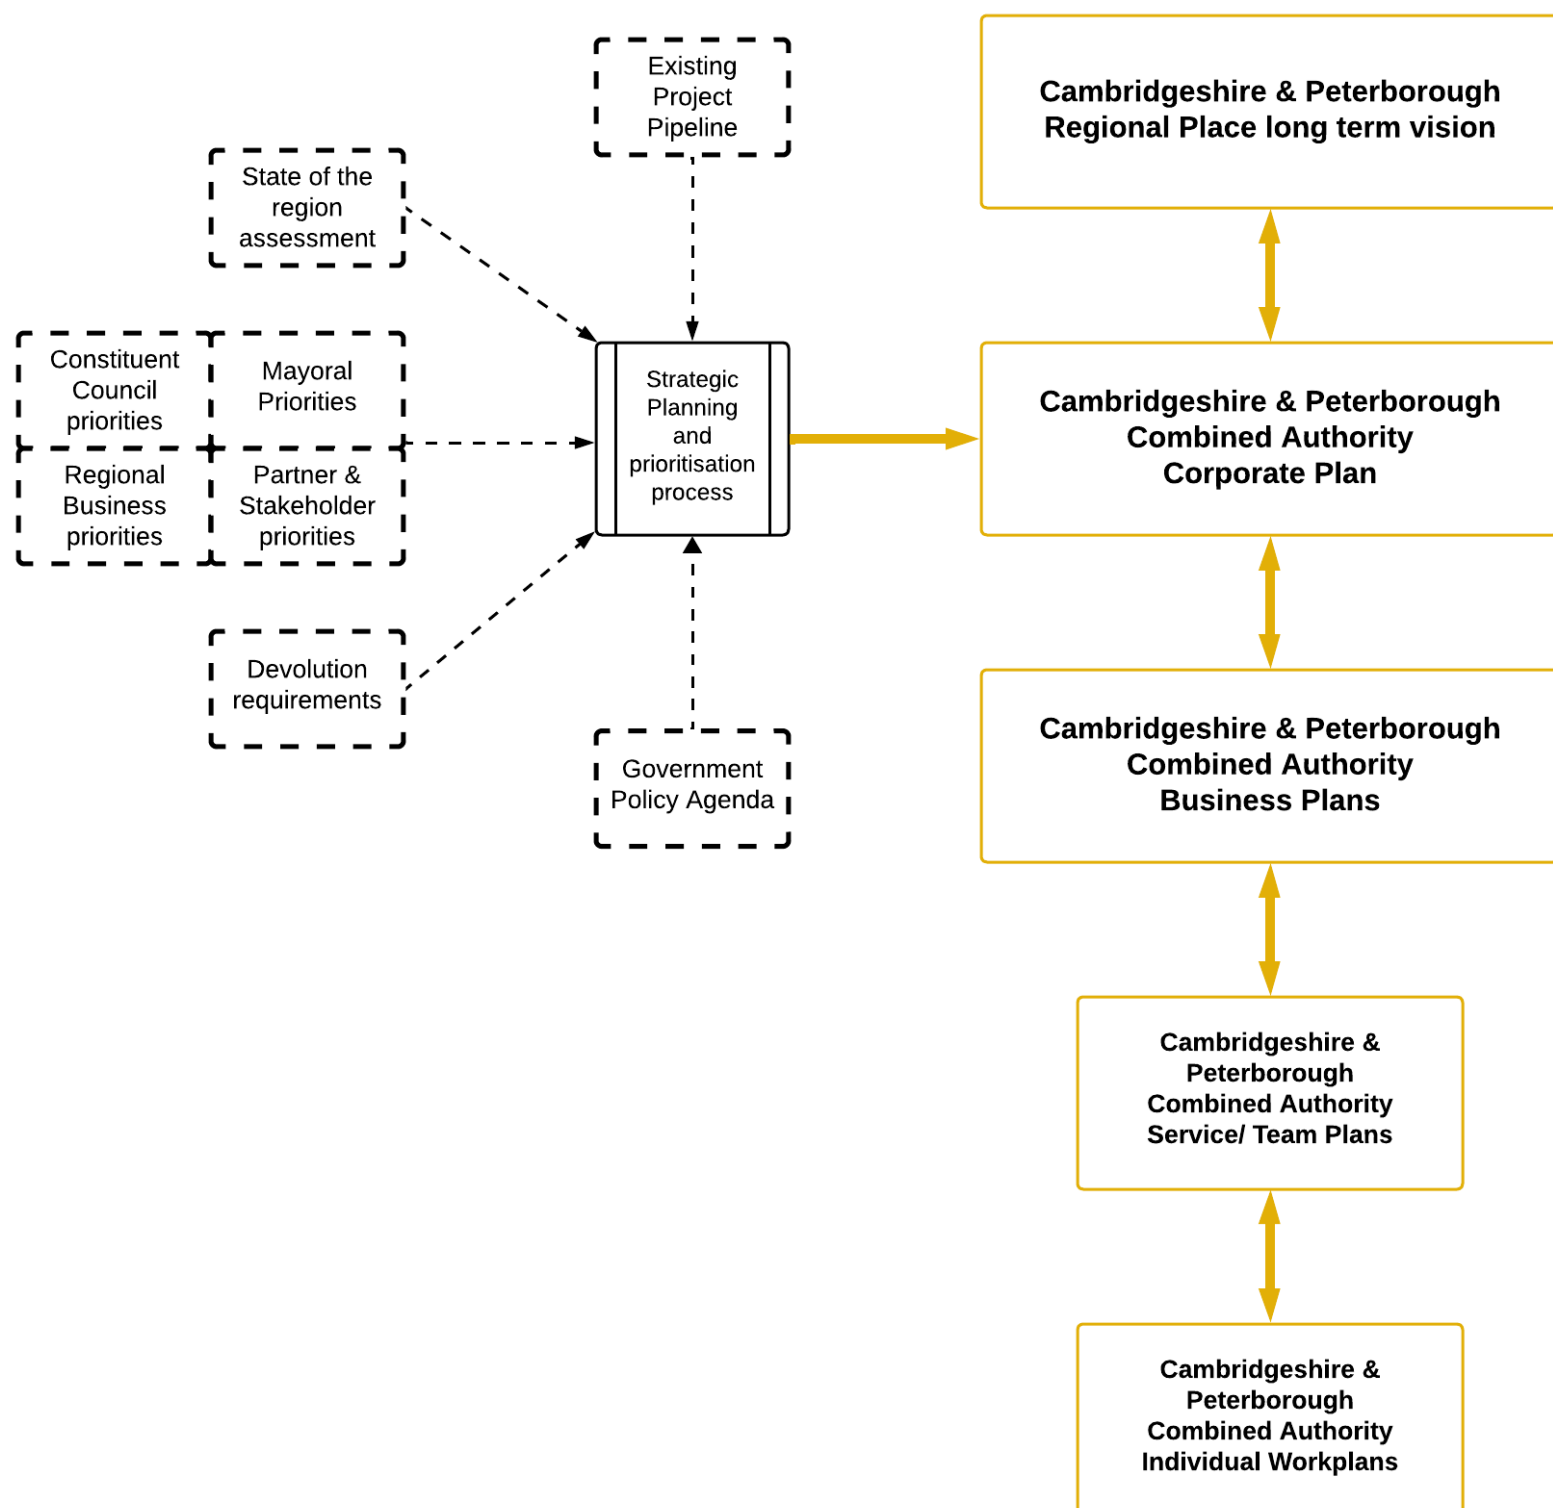 Existing
Project
Pipeline
State of the
region
assessment
Constituent
Council
priorities
Mayoral
Priorities
Regional
Business
priorities
Partner &
Stakeholder
priorities
Devolution
requirements
Strategic
Planning
and
prioritisation
process
Government
Policy Agenda
Cambridgeshire & Peterborough
Regional Place long term vision
Cambridgeshire & Peterborough
Combined Authority
Corporate Plan
Cambridgeshire & Peterborough
Combined Authority
Business Plans
Cambridgeshire &
Peterborough
Combined Authority
Service/ Team Plans
Cambridgeshire &
Peterborough
Combined Authority
Individual Workplans